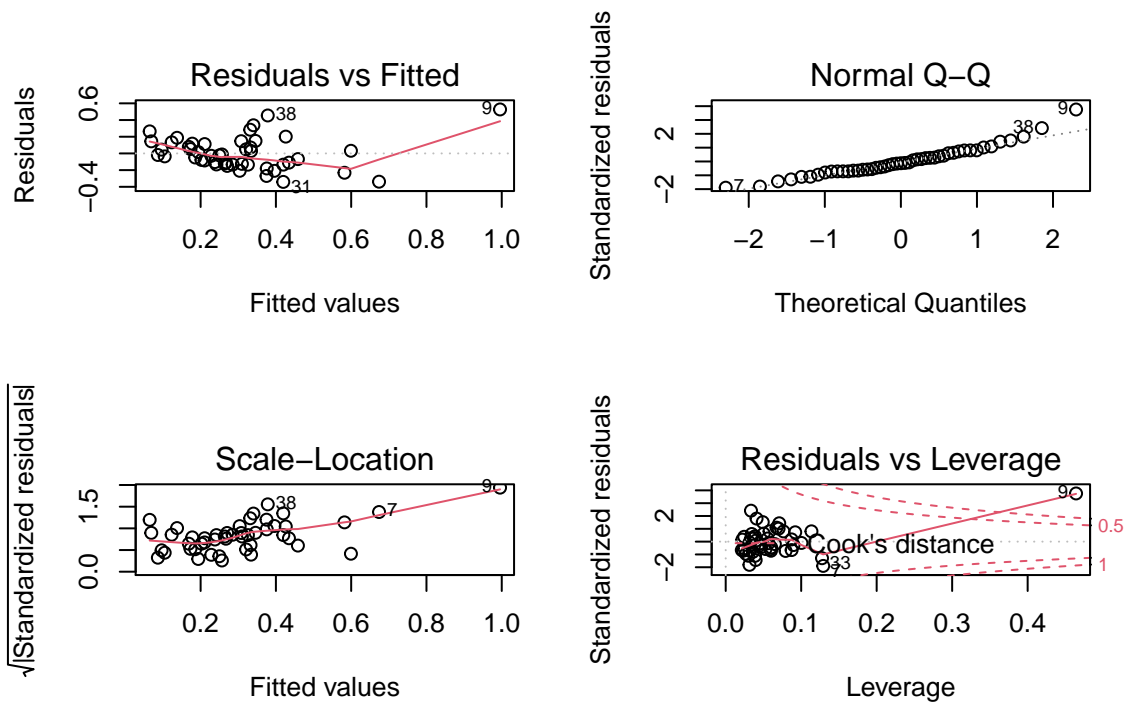 Residuals vs Fitted
Residuals
0.6
−0.4
38
9
31
0.2 0.4 0.6 0.8 1.0
Fitted values
Normal Q−Q
Standardized residuals
2
−2
7
38
9
−2 −1 0 1 2
Theoretical Quantiles
Scale−Location
√|Standardized residuals|
1.5
0.0
38
7
9
0.2 0.4 0.6 0.8 1.0
Fitted values
Residuals vs Leverage
Standardized residuals
2
−2
9
0.5
Cook's distance
33
7
1
0.0 0.1 0.2 0.3 0.4
Leverage